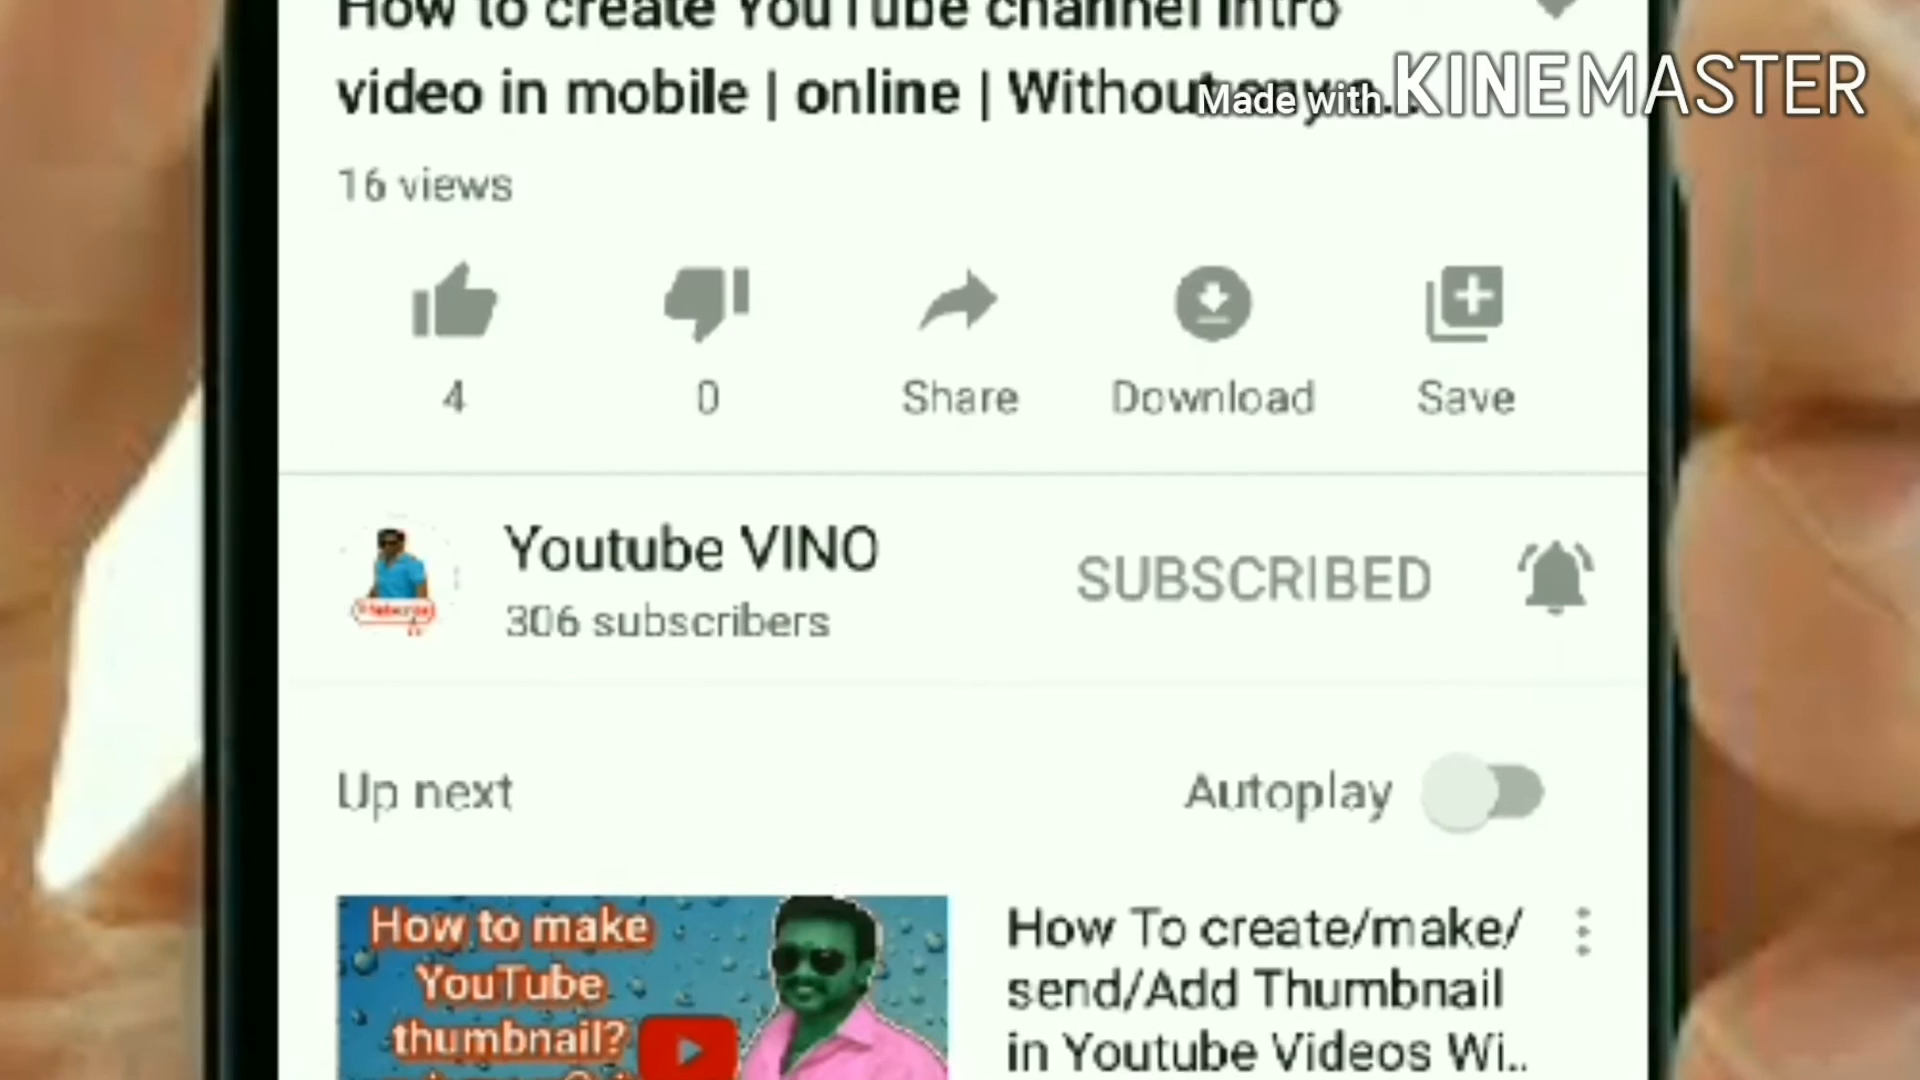 How to create YouTube channel intro
video in mobile | online | Without any
Made with KINEMASTER
16 views
4
0
Share
Download
Save
Youtube VINO
306 subscribers
SUBSCRIBED
Up next
Autoplay
How to make
YouTube
thumbnail?
How To create/make/
send/Add Thumbnail
in Youtube Videos Wi..